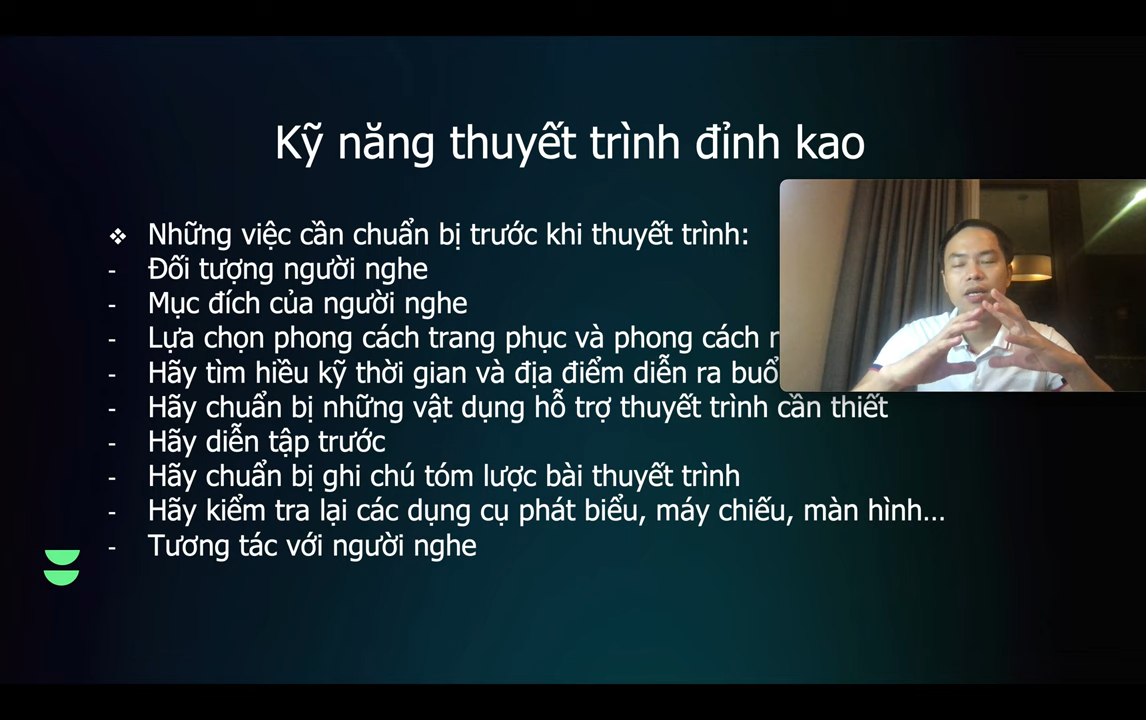 Kỹ năng thuyết trình đỉnh kao
❖ Những việc cần chuẩn bị trước khi thuyết trình:
- Đối tượng người nghe
- Mục đích của người nghe
- Lựa chọn phong cách trang phục và phong cách
- Hãy tìm hiều kỹ thời gian và địa điểm diễn ra buổ
- Hãy chuẩn bị những vật dụng hỗ trợ thuyết trình cần thiết
- Hãy diễn tập trước
- Hãy chuẩn bị ghi chú tóm lược bài thuyết trình
- Hãy kiểm tra lại các dụng cụ phát biểu, máy chiếu, màn hình...
- Tương tác với người nghe